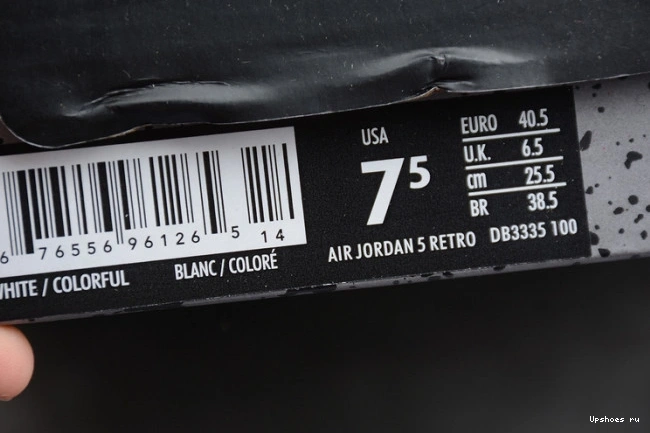 6 76556 96126 5 14
WHITE / COLORFUL
BLANC / COLORÉ
USA
7⁵
AIR JORDAN 5 RETRO
EURO 40.5
U.K. 6.5
cm 25.5
BR 38.5
DB3335 100
Upshoes ru